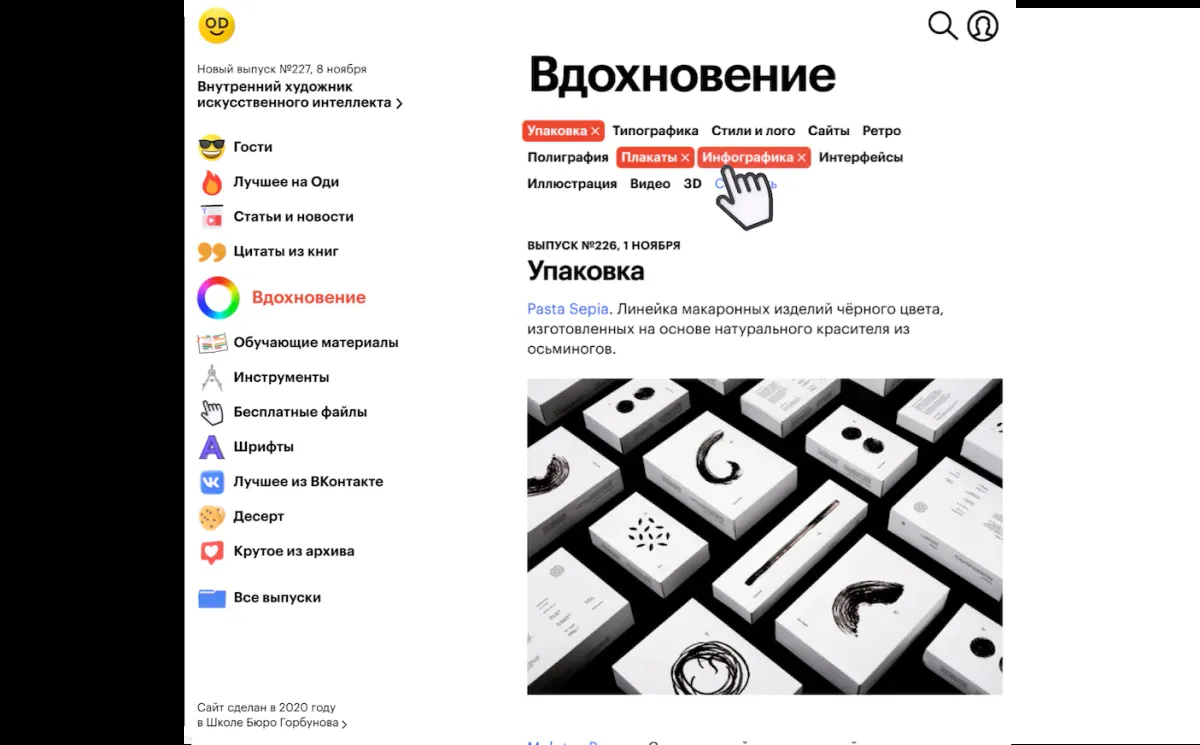 OD
Новый выпуск №227, 8 ноября
Внутренний художник
искусственного интеллекта
Гости
Лучшее на Оди
Статьи и новости
Цитаты из книг
Вдохновение
Обучающие материалы
Инструменты
Бесплатные файлы
Шрифты
Лучшее из ВКонтакте
Десерт
Крутое из архива
Все выпуски
Сайт сделан в 2020 году
в Школе Бюро Горбунова
Вдохновение
Упаковка × Типографика Стили и лого Сайты Ретро
Полиграфия Плакаты × Инфографика × Интерфейсы
Иллюстрация Видео 3D
ВЫПУСК №226, 1 НОЯБРЯ
Упаковка
Pasta Sepia. Линейка макаронных изделий чёрного цвета,
изготовленных на основе натурального красителя из
осьминогов.